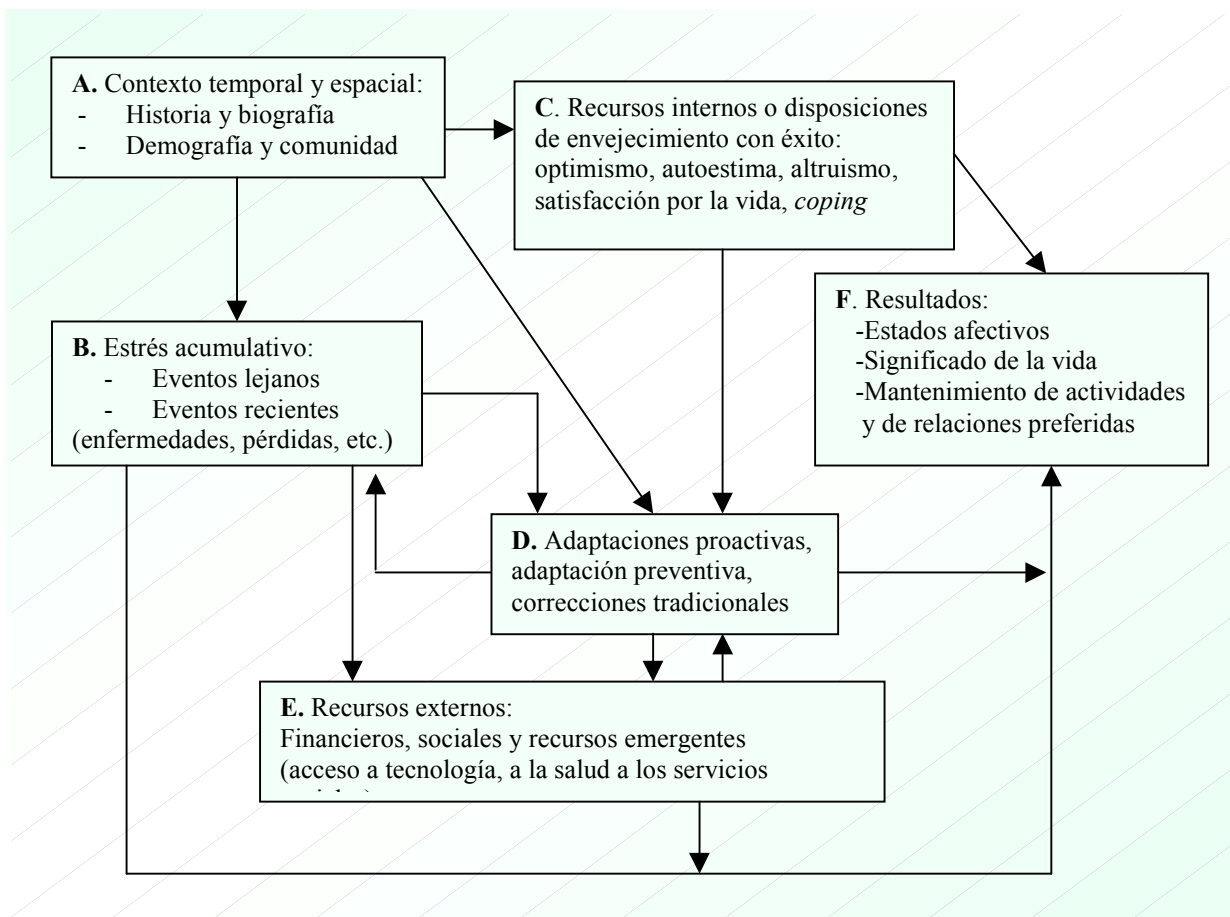 A. Contexto temporal y espacial:
- Historia y biografía
- Demografía y comunidad
C. Recursos internos o disposiciones
de envejecimiento con éxito:
optimismo, autoestima, altruismo,
satisfacción por la vida, coping
F. Resultados:
-Estados afectivos
-Significado de la vida
-Mantenimiento de actividades
y de relaciones preferidas
B. Estrés acumulativo:
- Eventos lejanos
- Eventos recientes
(enfermedades, pérdidas, etc.)
D. Adaptaciones proactivas,
adaptación preventiva,
correcciones tradicionales
E. Recursos externos:
Financieros, sociales y recursos emergentes
(acceso a tecnología, a la salud a los servicios